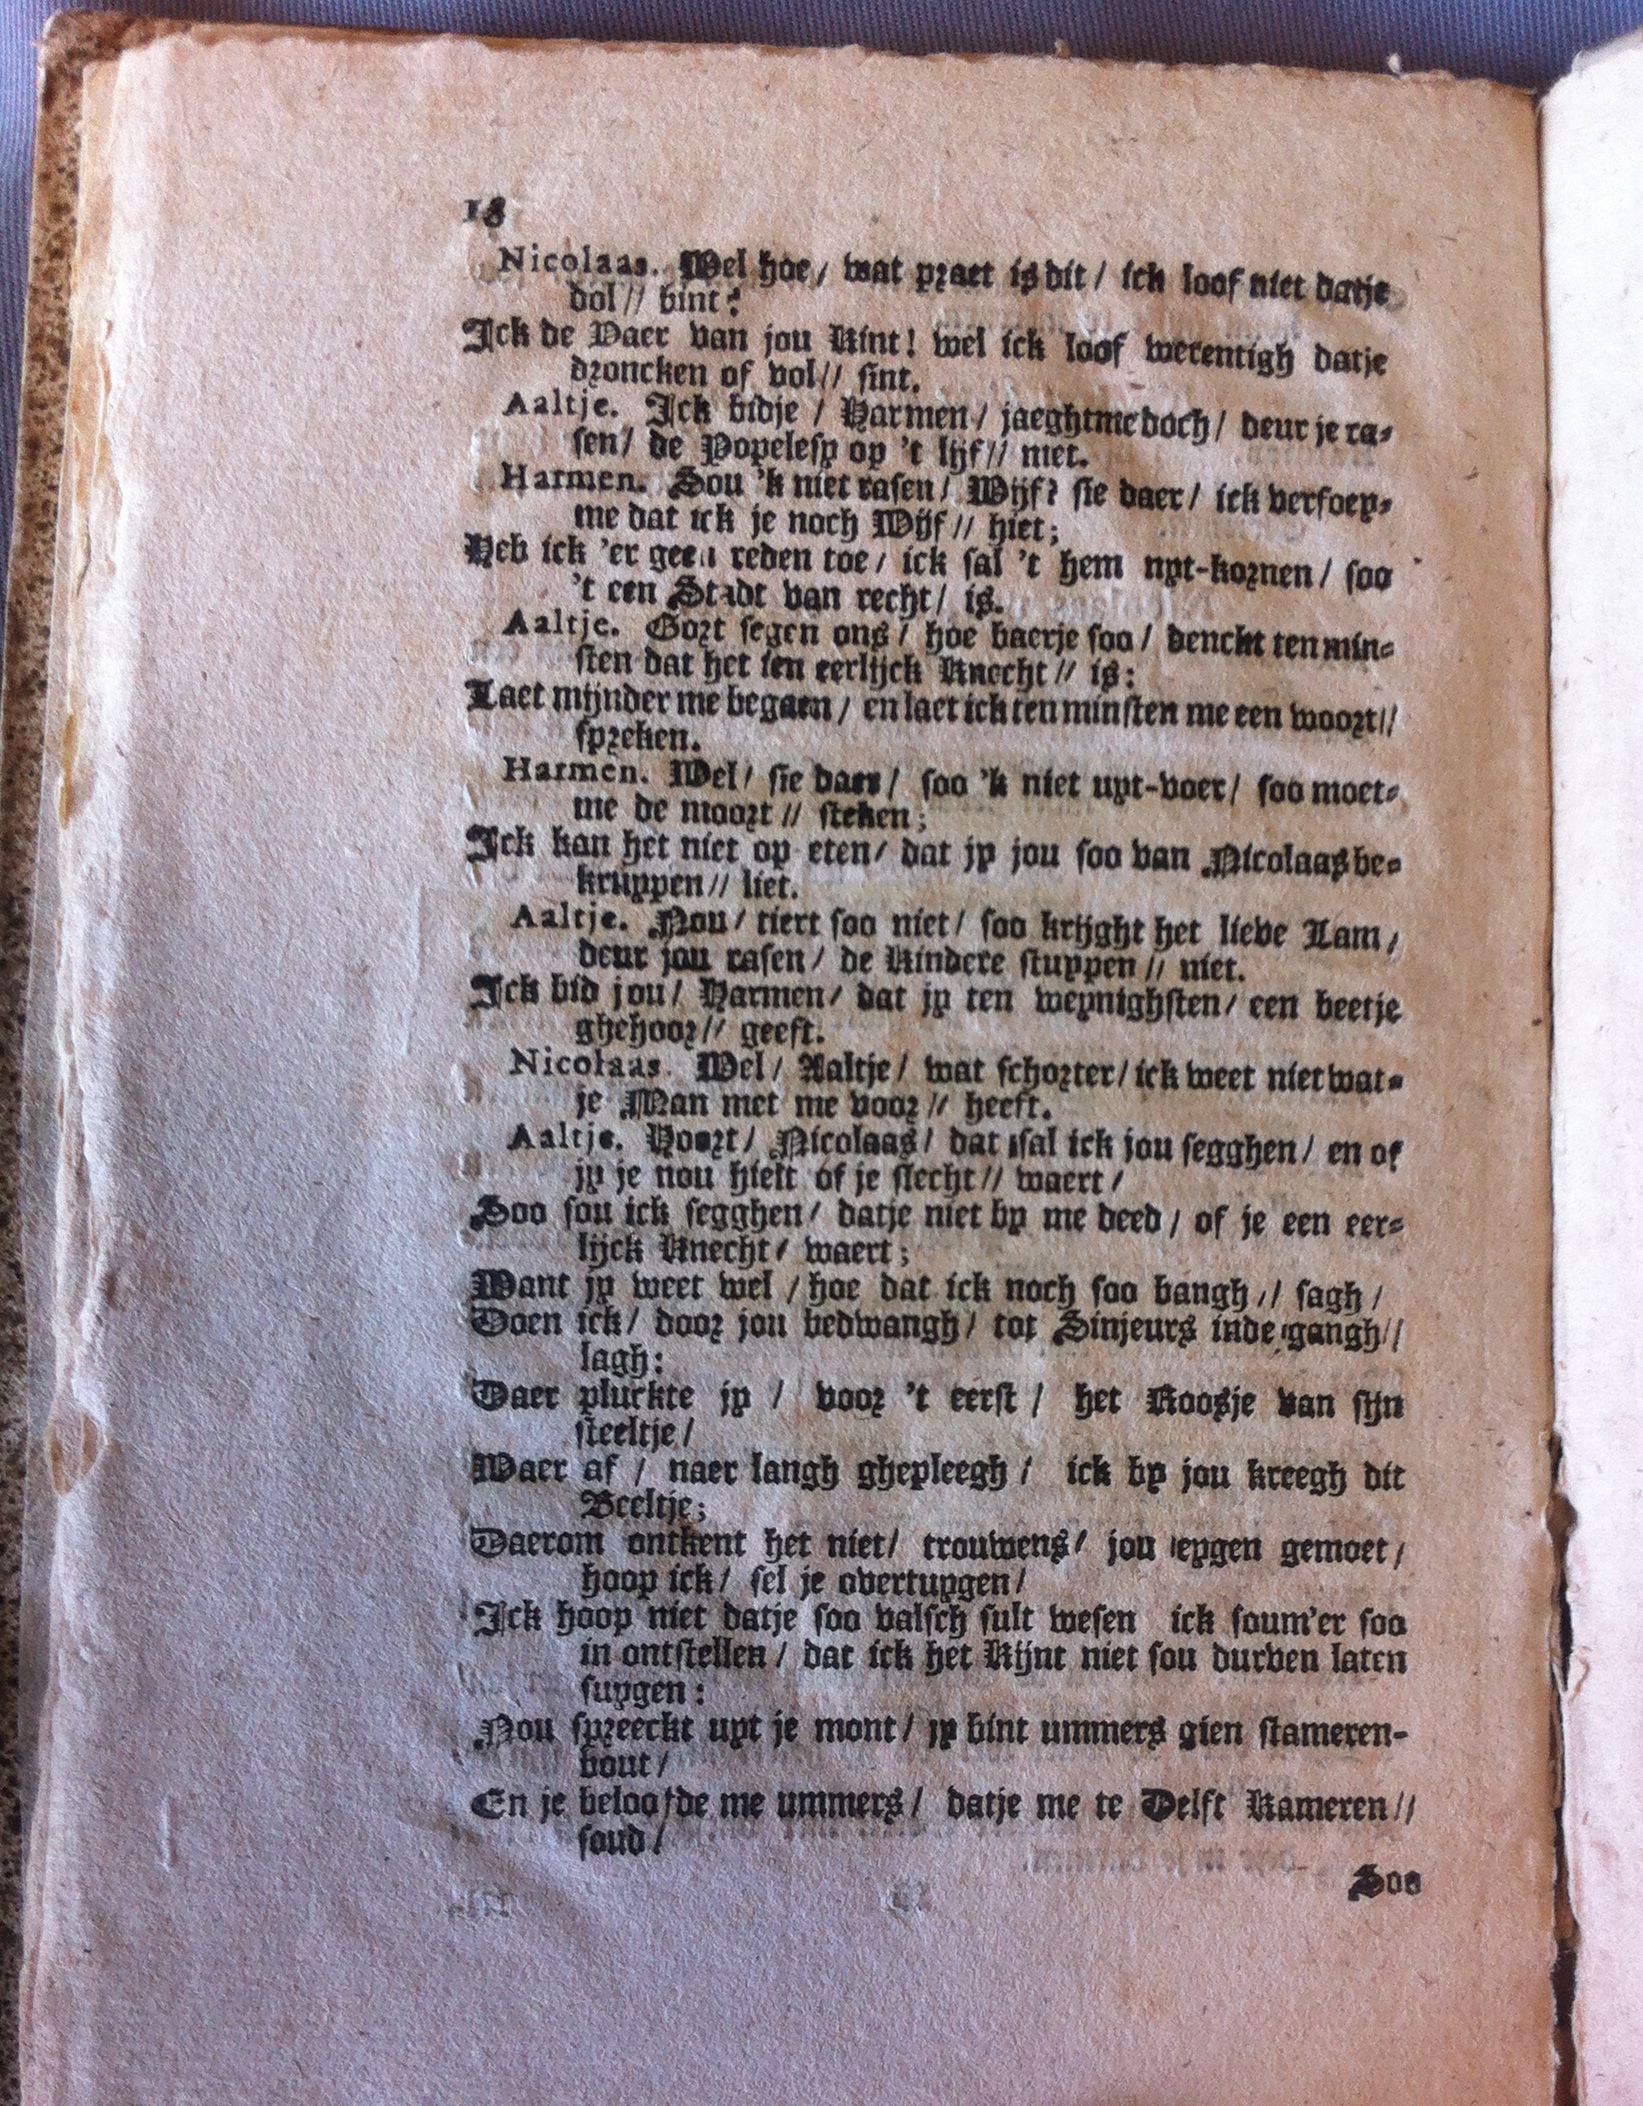 18
Nicolaas. Wel hoe / wat praet is dit / ick loof niet datje
dol // bint?
Ick de Vaer van jou Kint! wel ick loof werentigh datje
droncken of vol // sint.
Aaltje. Ick bidje / Harmen / jaeghtme doch / deur je ra-
sen / de Popelesy op 't lijf // niet.
Harmen. Sou 'k niet rasen / Wijf? sie daer / ick versoey-
me dat ick je noch Wijf // hiet;
Heb ick 'er geen reden toe / ick sal 't hem uyt-kornen / soo
't een Stadt van recht / is.
Aaltje. Gort segen ons / hoe baerje soo / denckt ten min-
sten dat het ien eerlijck Knecht // is:
Laet mijnder me begaen / en laet ick ten minsten me een woort //
spreken.
Harmen. Wel / sie daer / soo 'k niet uyt-voer / soo moet-
me de moort // steken;
Ick kan het niet op eten / dat jy jou soo van Nicolaas be-
kruypen // liet.
Aaltje. Nou / tiert soo niet / soo krijght het lieve Lam /
deur jou rasen / de Kindere stuypen // niet.
Ick bid jou / Harmen / dat jy ten weynighsten / een beetje
ghehoor // geeft.
Nicolaas. Wel / Aaltje / wat schorter / ick weet niet wat-
je Man met me voor // heeft.
Aaltje. Hoort / Nicolaas / dat sal ick jou segghen / en of
jy je nou hielt of je slecht // waert /
Soo sou ick segghen / datje niet by me deed / of je een eer-
lijck Knecht / waert;
Want jy weet wel / hoe dat ick noch soo bangh // sagh /
Doen ick / door jou bedwangh / tot Sinjeurs inde gangh //
lagh:
Daer pluckte jy / voor 't eerst / het Roosje van sijn
steeltje /
Waer af / naer langh ghepleegh / ick by jou kreegh dit
Beeltje;
Daerom ontkent het niet / trouwens / jou eygen gemoet /
hoop ick / sel je overtuygen /
Ick hoop niet datje soo valsch sult wesen ick soum'er soo
in ontstellen / dat ick het Kijnt niet sou durven laten
suygen:
Nou spreeckt uyt je mont / jy bint ummers gien stameren-
bout /
En je beloofde me ummers / datje me te Delft Kameren //
soud /
Soo